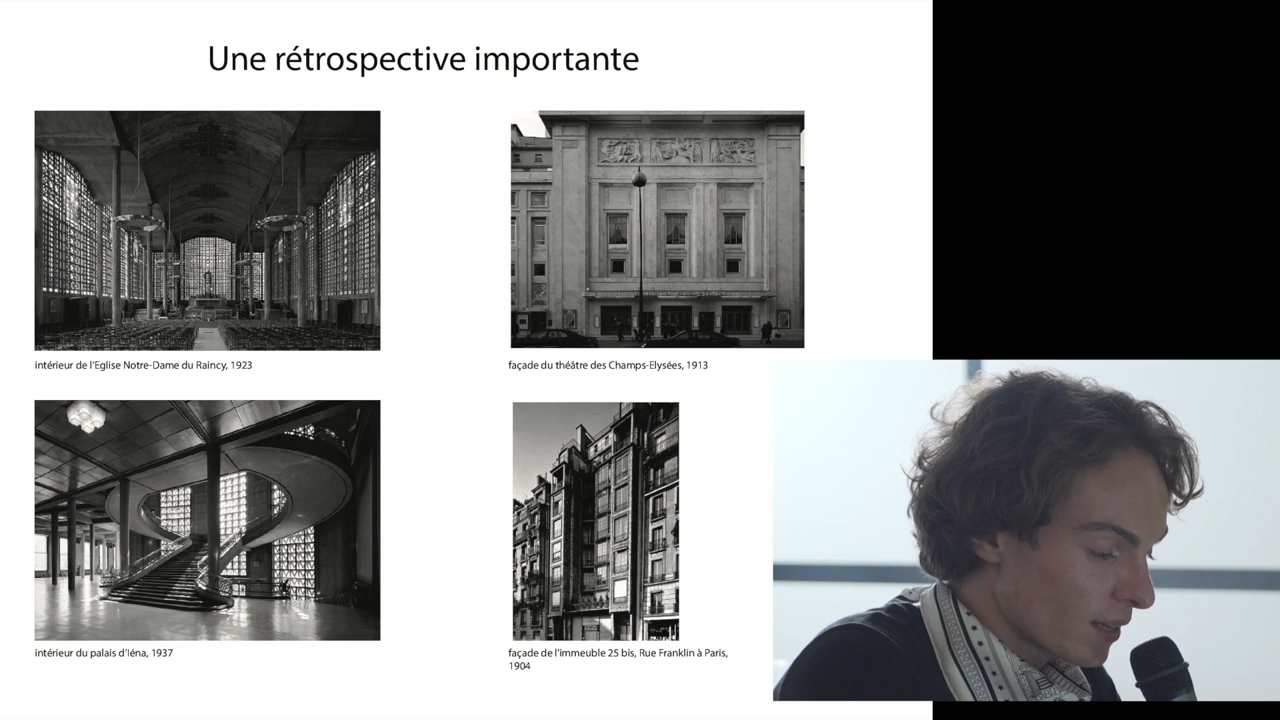 Une rétrospective importante
intérieur de l'Eglise Notre-Dame du Raincy, 1923
façade du théâtre des Champs-Elysées, 1913
intérieur du palais d'Iéna, 1937
façade de l'immeuble 25 bis, Rue Franklin à Paris,
1904